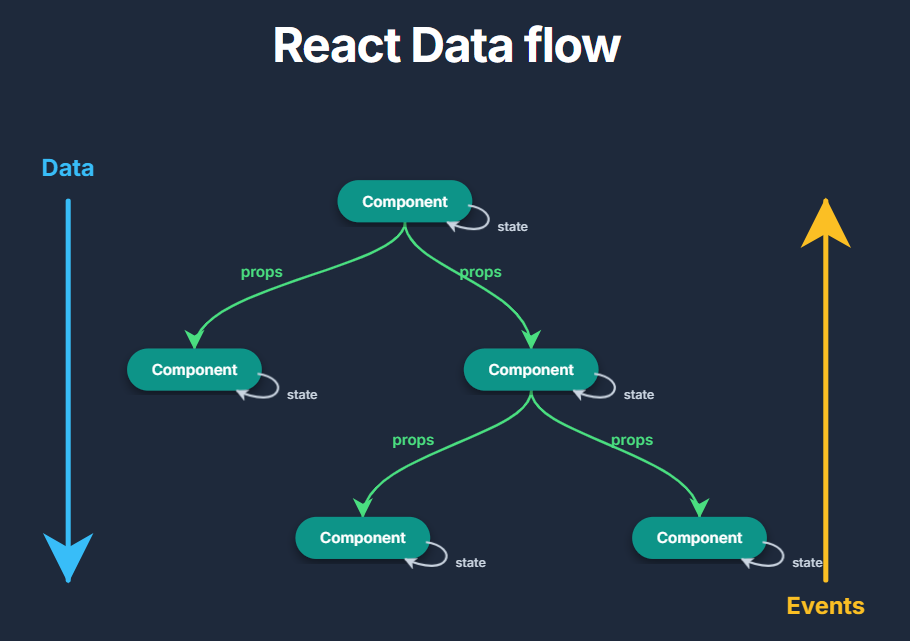 React Data flow
Data
Component
state
props
props
Component
state
Component
state
props
props
Component
state
Component
state
Events